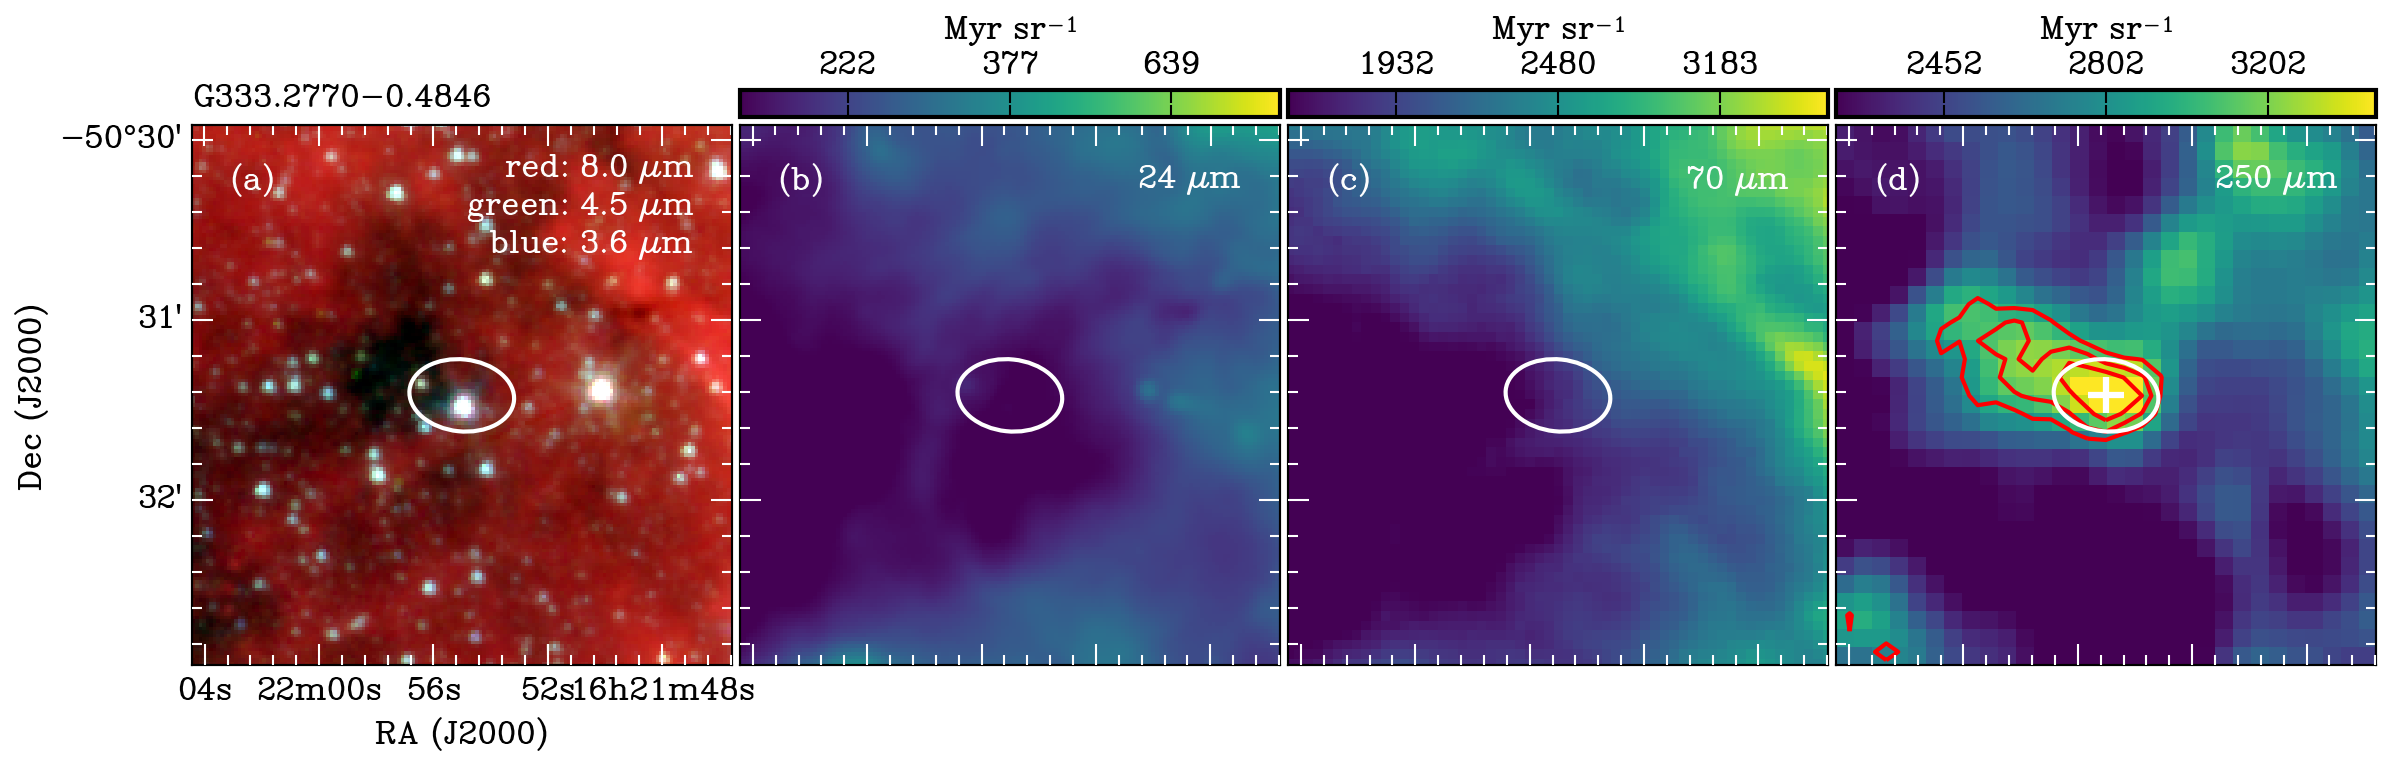 Myr sr⁻¹ Myr sr⁻¹ Myr sr⁻¹
222 377 639 1932 2480 3183 2452 2802 3202
G333.2770−0.4846
−50°30'
31'
32'
Dec (J2000)
(a) red: 8.0 μm
green: 4.5 μm
blue: 3.6 μm
(b) 24 μm
(c) 70 μm
(d) 250 μm
04s 22m00s 56s 52s 16h21m48s
RA (J2000)